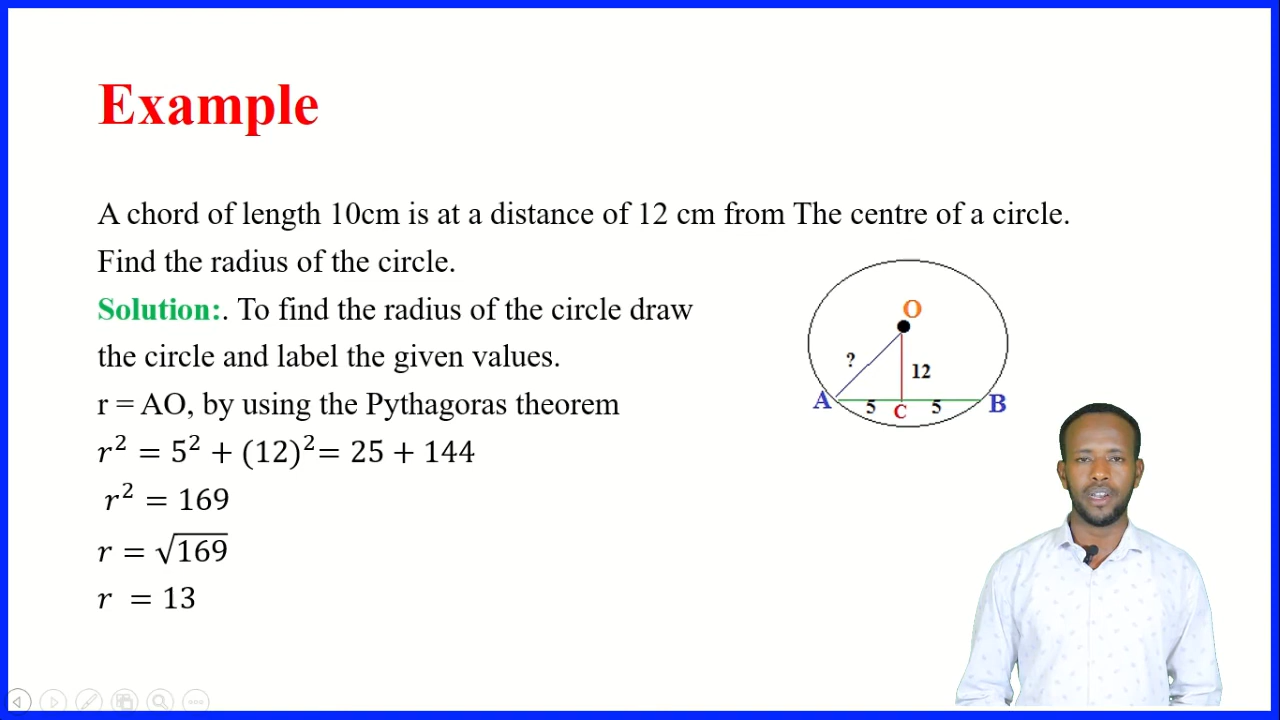 Example
A chord of length 10cm is at a distance of 12 cm from The centre of a circle.
Find the radius of the circle.
Solution:. To find the radius of the circle draw
the circle and label the given values.
r = AO, by using the Pythagoras theorem
r² = 5² + (12)²= 25 + 144
r² = 169
r = √169
r = 13
O
?
12
A
5
C
5
B